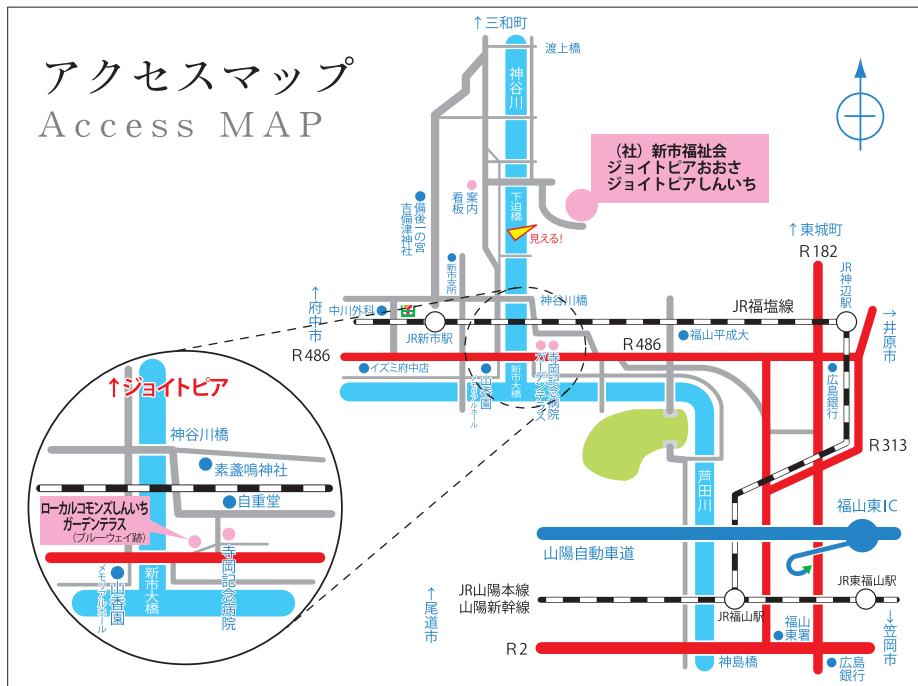 アクセスマップ
Access MAP
↑三和町
渡上橋
神谷川
(社) 新市福祉会
ジョイトピアおおさ
ジョイトピアしんいち
案内
看板
下迫橋
見える!
備後一の宮
吉備津神社
新市支所
↑東城町
R182
JR神辺駅
↑府中市
中川外科
神谷川橋
JR福塩線
→井原市
JR新市駅
福山平成大
R486
R486
イズミ府中店
山香園
メモリアルホール
新市大橋
寺岡記念病院
ガーデンテラス
広島銀行
R313
↑ジョイトピア
神谷川橋
素盞鳴神社
自重堂
ローカルコモンズしんいち
ガーデンテラス
(ブルーウェイ跡)
寺岡記念病院
新市大橋
山香園
メモリアルホール
芦田川
福山東IC
山陽自動車道
↑尾道市
JR山陽本線
山陽新幹線
JR福山駅
JR東福山駅
福山
東署
↓笠岡市
R2
神島橋
広島
銀行